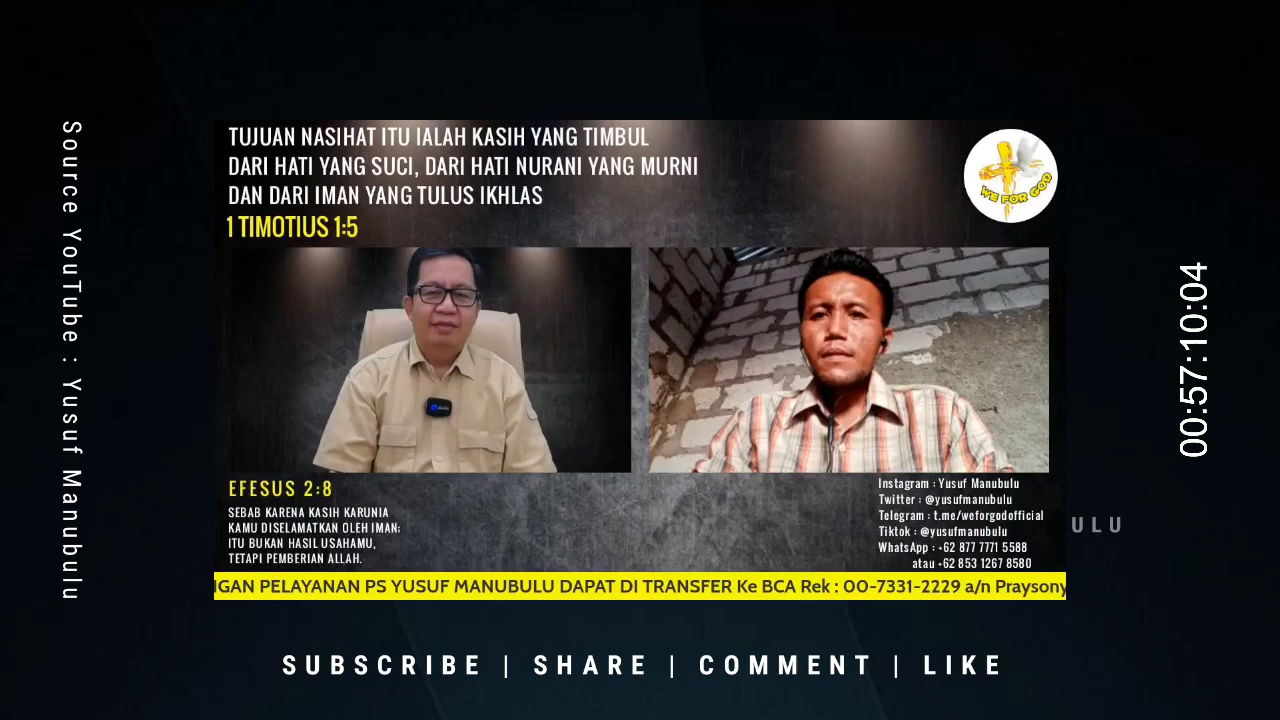 Source YouTube : Yusuf Manubulu
TUJUAN NASIHAT ITU IALAH KASIH YANG TIMBUL
DARI HATI YANG SUCI, DARI HATI NURANI YANG MURNI
DAN DARI IMAN YANG TULUS IKHLAS
1 TIMOTIUS 1:5
WE FOR GOD
00:57:10:04
EFESUS 2:8
SEBAB KARENA KASIH KARUNIA
KAMU DISELAMATKAN OLEH IMAN;
ITU BUKAN HASIL USAHAMU,
TETAPI PEMBERIAN ALLAH.
Instagram : Yusuf Manubulu
Twitter : @yusufmanubulu
Telegram : t.me/weforgodofficial
Tiktok : @yusufmanubulu
WhatsApp : +62 877 7771 5588
atau +62 853 1267 8580
ULU
NGAN PELAYANAN PS YUSUF MANUBULU DAPAT DI TRANSFER Ke BCA Rek : 00-7331-2229 a/n Praysony
SUBSCRIBE | SHARE | COMMENT | LIKE